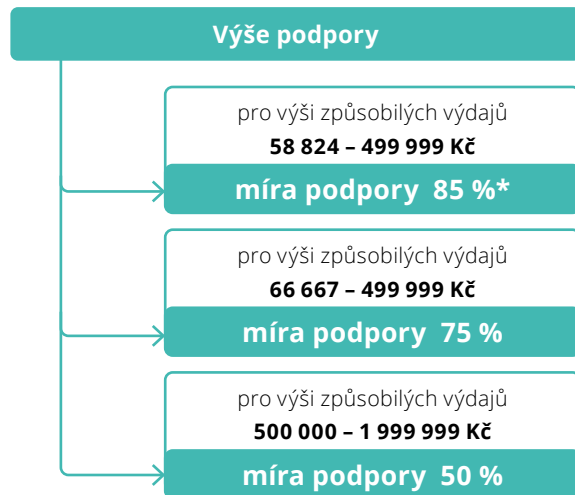 Výše podpory
pro výši způsobilých výdajů
58 824 – 499 999 Kč
míra podpory 85 %*
pro výši způsobilých výdajů
66 667 – 499 999 Kč
míra podpory 75 %
pro výši způsobilých výdajů
500 000 – 1 999 999 Kč
míra podpory 50 %